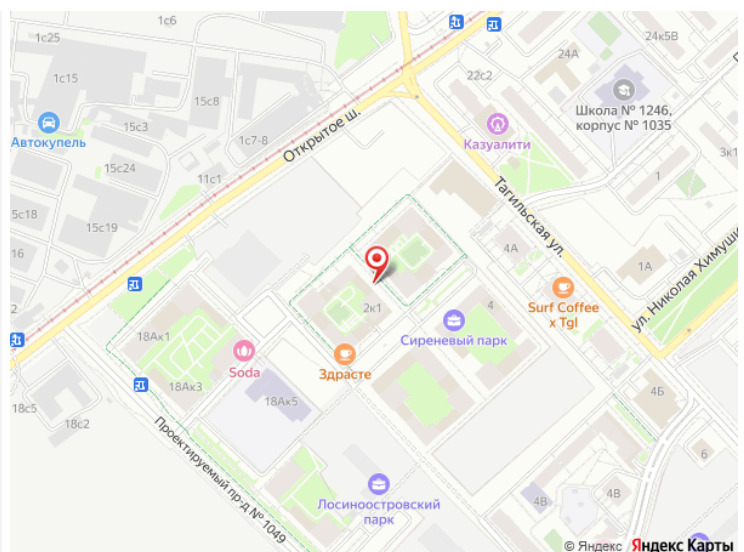 1с6
1с25
1с15
24к5В
24А
22с2
15с8
Школа № 1246,
корпус № 1035
Автокупель
15с3
1с7-8
Открытое ш.
Казуалити
15с24
11с1
3к1
1
Тагильская ул.
15с18
15с19
4А
1А
ул. Николая Химуши
Surf Coffee
x Tgl
2к1
4
Сиреневый парк
18Ак1
Soda
Здрасте
18Ак3
18Ак5
4Б
18с5
18с2
Проектируемый пр-д № 1049
6
Лосиноостровский
парк
4В
4В
© Яндекс Яндекс Карты